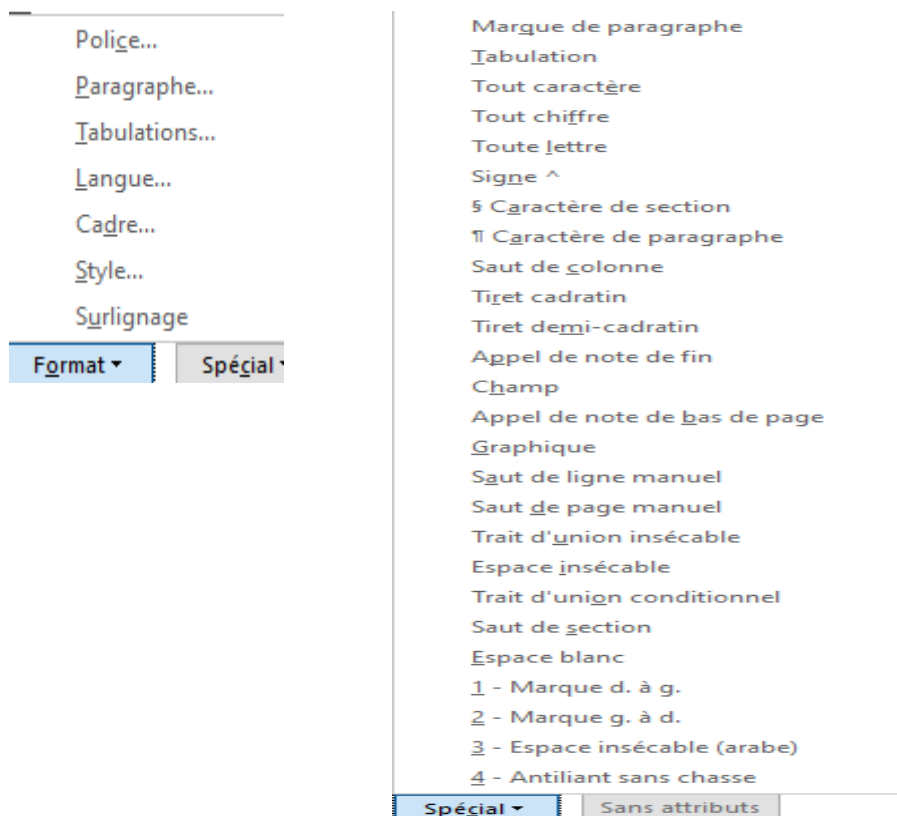 Police...
Paragraphe...
Tabulations...
Langue...
Cadre...
Style...
Surlignage
Format
Spécial
Marque de paragraphe
Tabulation
Tout caractère
Tout chiffre
Toute lettre
Signe ^
§ Caractère de section
¶ Caractère de paragraphe
Saut de colonne
Tiret cadratin
Tiret demi-cadratin
Appel de note de fin
Champ
Appel de note de bas de page
Graphique
Saut de ligne manuel
Saut de page manuel
Trait d'union insécable
Espace insécable
Trait d'union conditionnel
Saut de section
Espace blanc
1 - Marque d. à g.
2 - Marque g. à d.
3 - Espace insécable (arabe)
4 - Antiliant sans chasse
Spécial
Sans attributs